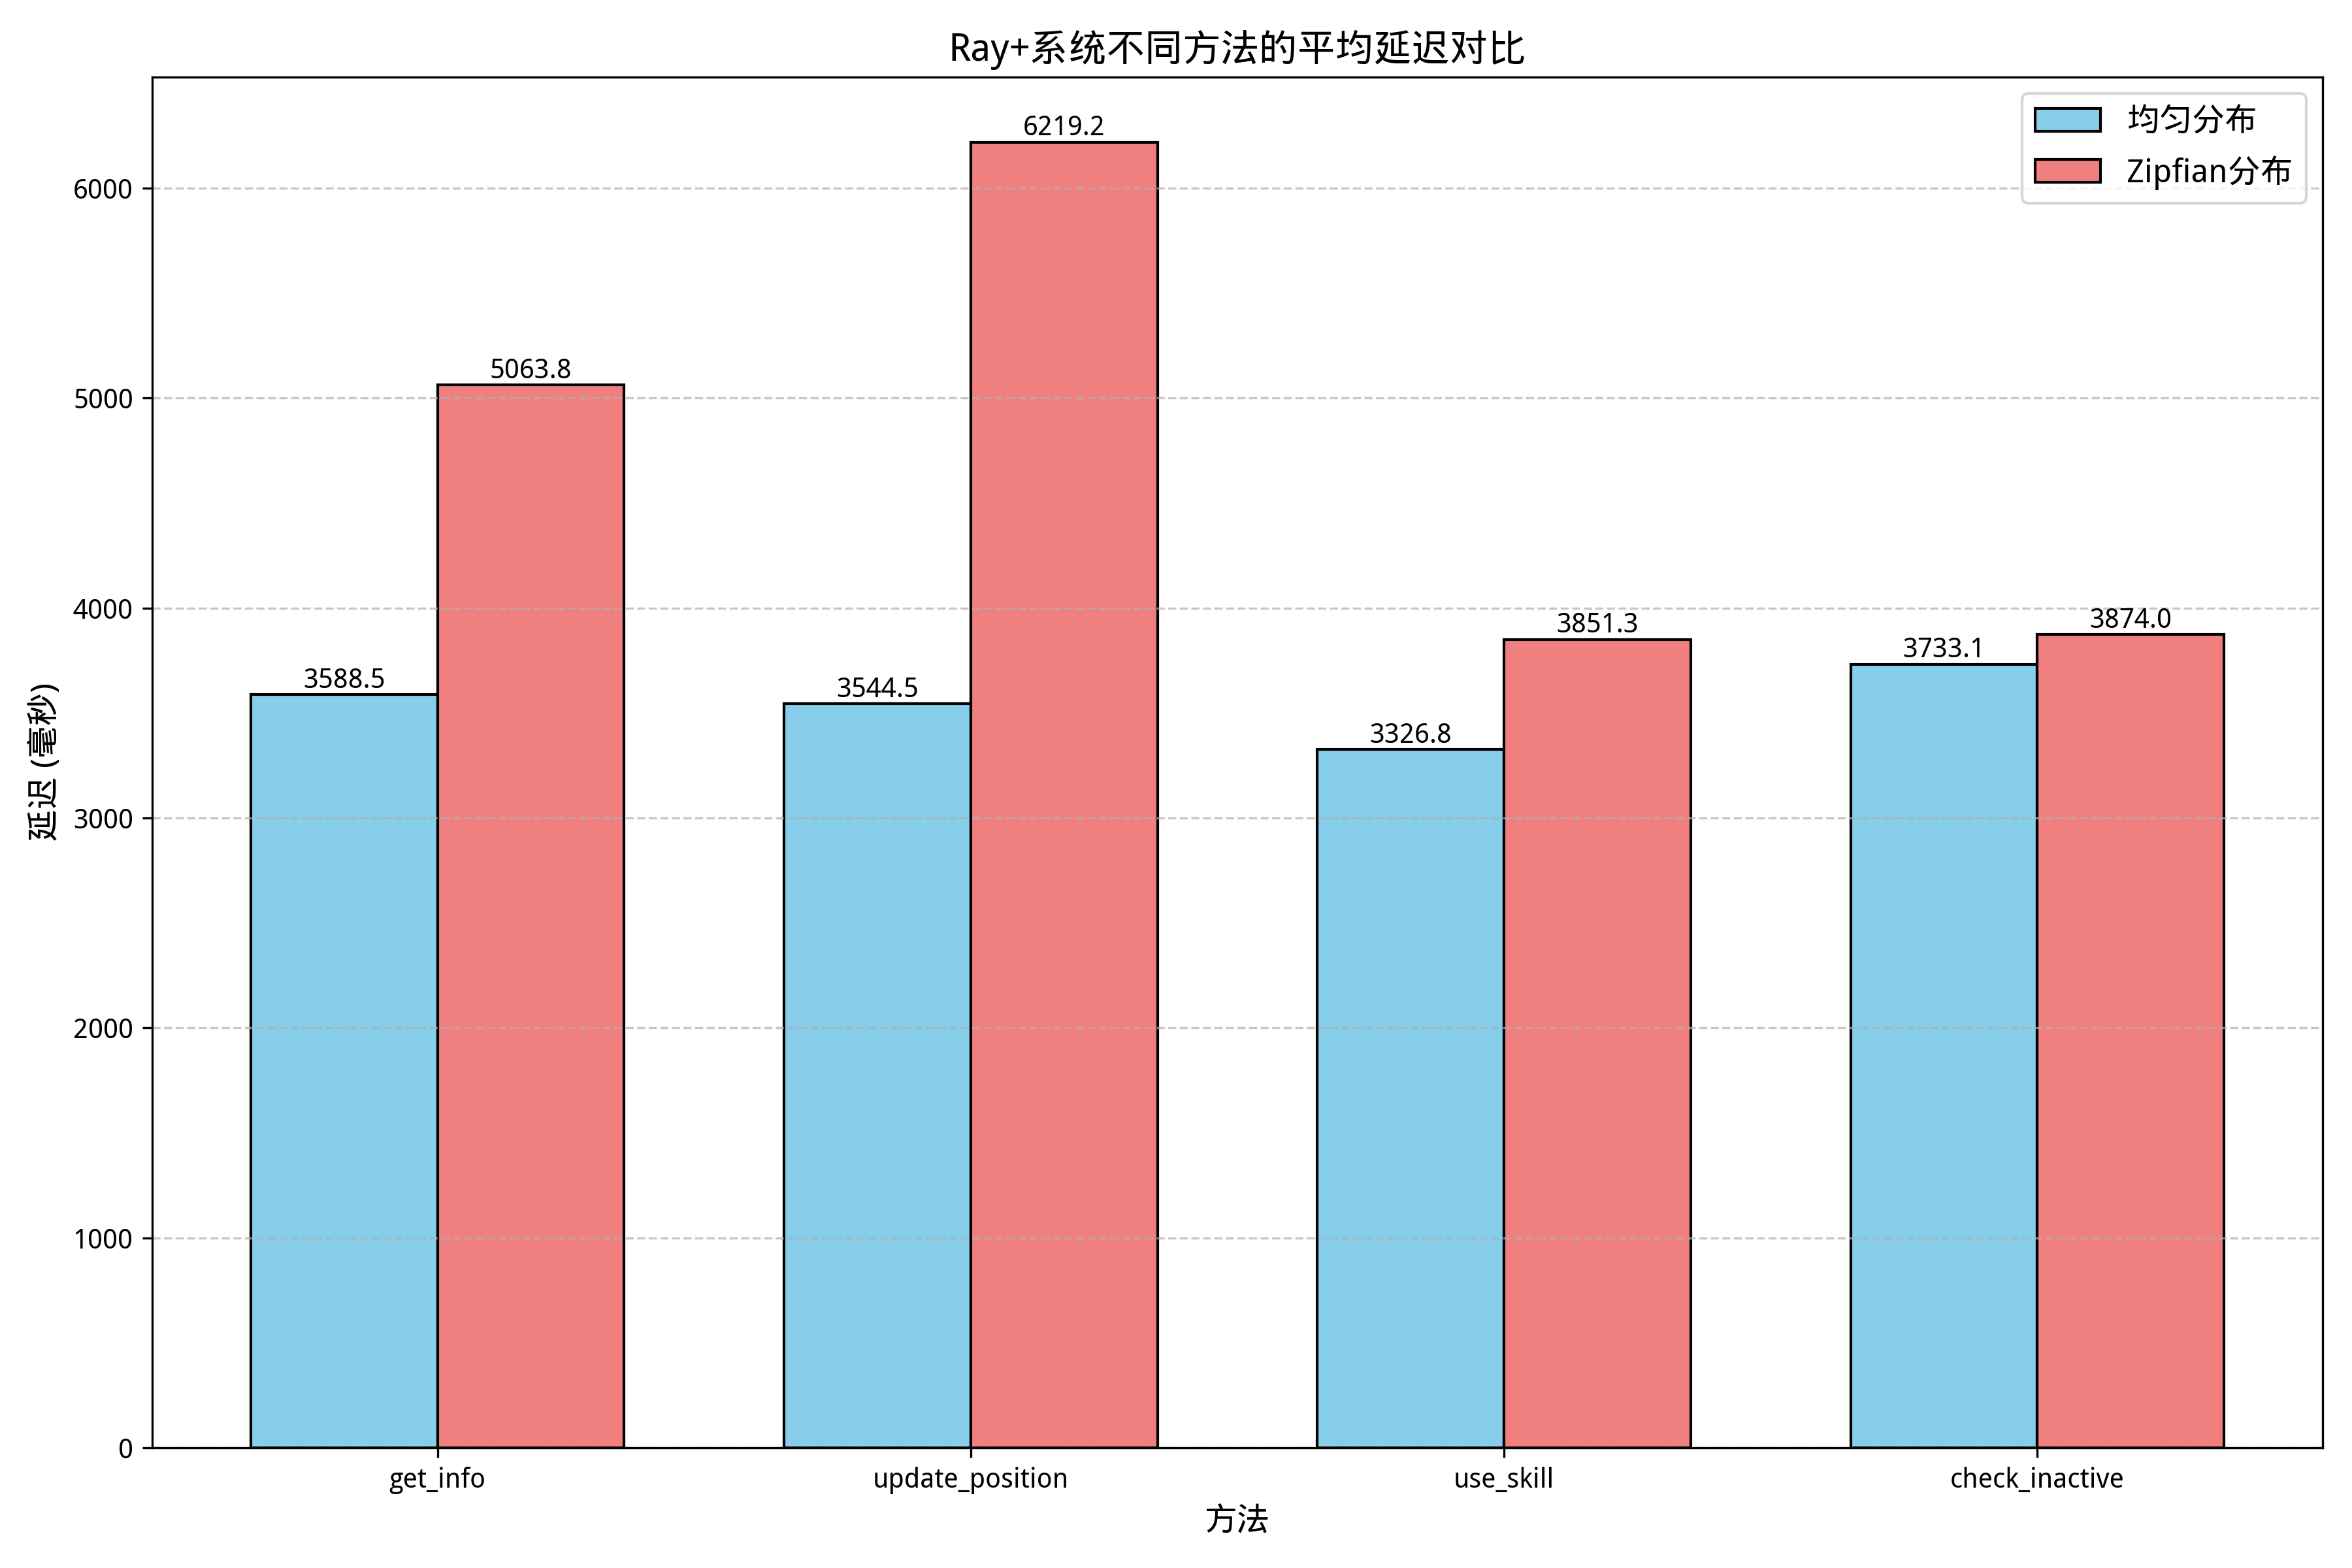 Ray+系统不同方法的平均延迟对比
均匀分布
Zipfian分布
延迟 (毫秒)
6000
5000
4000
3000
2000
1000
0
3588.5
5063.8
3544.5
6219.2
3326.8
3851.3
3733.1
3874.0
get_info
update_position
use_skill
check_inactive
方法